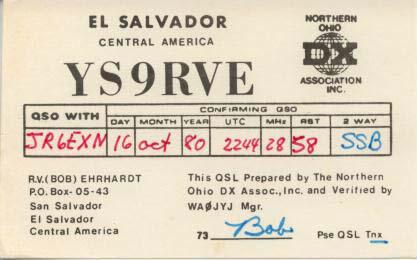 EL SALVADOR
CENTRAL AMERICA
YS9RVE
NORTHERN
OHIO
DX
ASSOCIATION
INC.
QSO WITH
CONFIRMING QSO
DAY MONTH YEAR UTC MHz RST 2 WAY
JR6EXN 16 oct 80 2244 28 58 SSB
R.V.(BOB) EHRHARDT
P.O. Box- 05-43
San Salvador
El Salvador
Central America
This QSL Prepared by The Northern
Ohio DX Assoc., Inc. and Verified by
WAØJYJ Mgr.
73 Bob Pse QSL Tnx